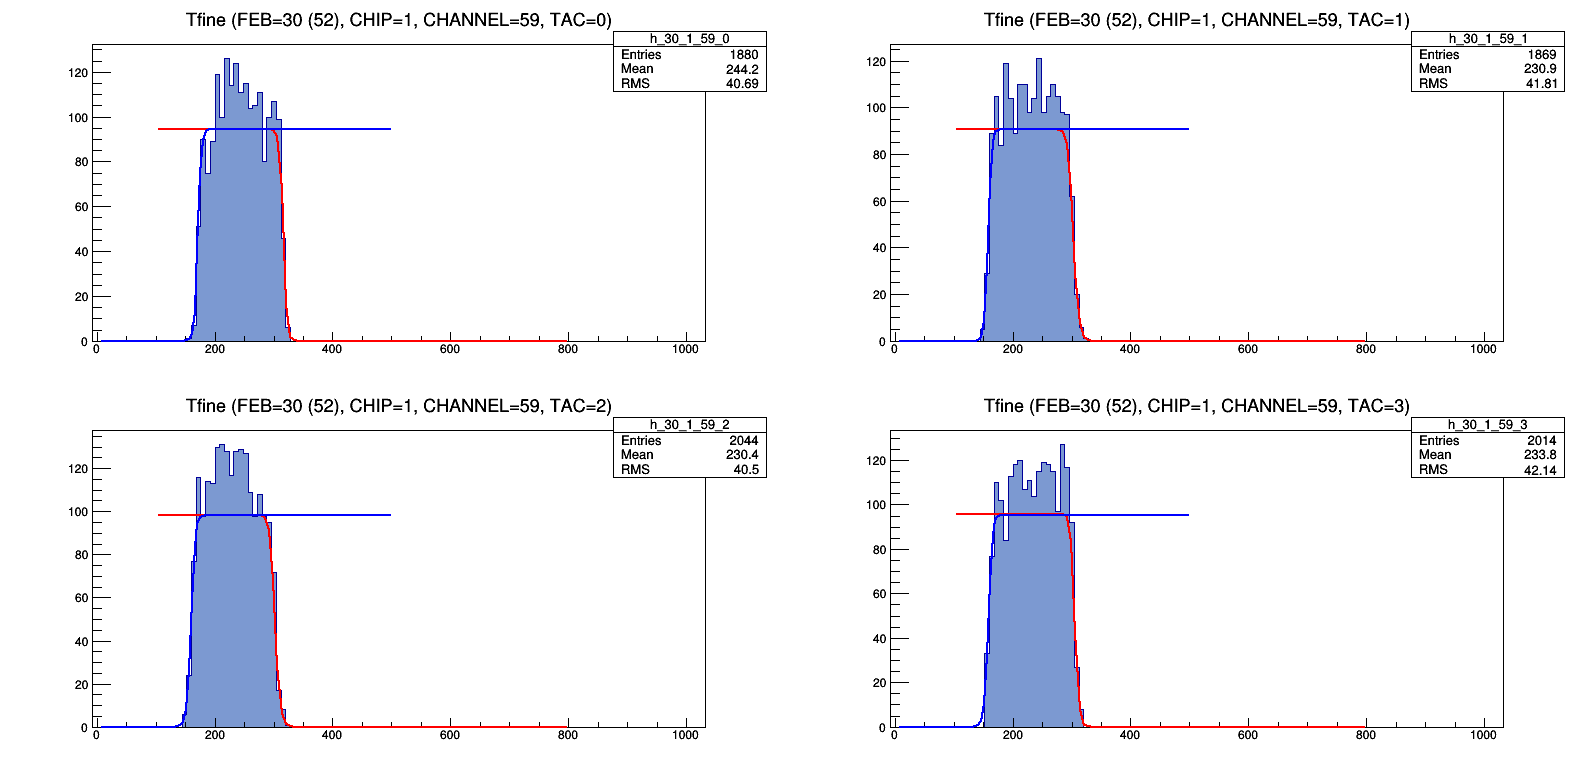 Tfine (FEB=30 (52), CHIP=1, CHANNEL=59, TAC=0)
h_30_1_59_0
Entries 1880
Mean 244.2
RMS 40.69
120
100
80
60
40
20
0
0 200 400 600 800 1000
Tfine (FEB=30 (52), CHIP=1, CHANNEL=59, TAC=1)
h_30_1_59_1
Entries 1869
Mean 230.9
RMS 41.81
120
100
80
60
40
20
0
0 200 400 600 800 1000
Tfine (FEB=30 (52), CHIP=1, CHANNEL=59, TAC=2)
h_30_1_59_2
Entries 2044
Mean 230.4
RMS 40.5
120
100
80
60
40
20
0
0 200 400 600 800 1000
Tfine (FEB=30 (52), CHIP=1, CHANNEL=59, TAC=3)
h_30_1_59_3
Entries 2014
Mean 233.8
RMS 42.14
120
100
80
60
40
20
0
0 200 400 600 800 1000